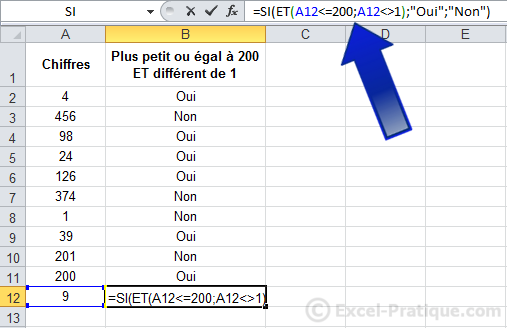 SI =SI(ET(A12<=200;A12<>1);"Oui";"Non")
A B C D E
1 Chiffres Plus petit ou égal à 200
ET différent de 1
2 4 Oui
3 456 Non
4 98 Oui
5 24 Oui
6 126 Oui
7 374 Non
8 1 Non
9 39 Oui
10 201 Non
11 200 Oui
12 9 =SI(ET(A12<=200;A12<>1)
13
© Excel-Pratique.com